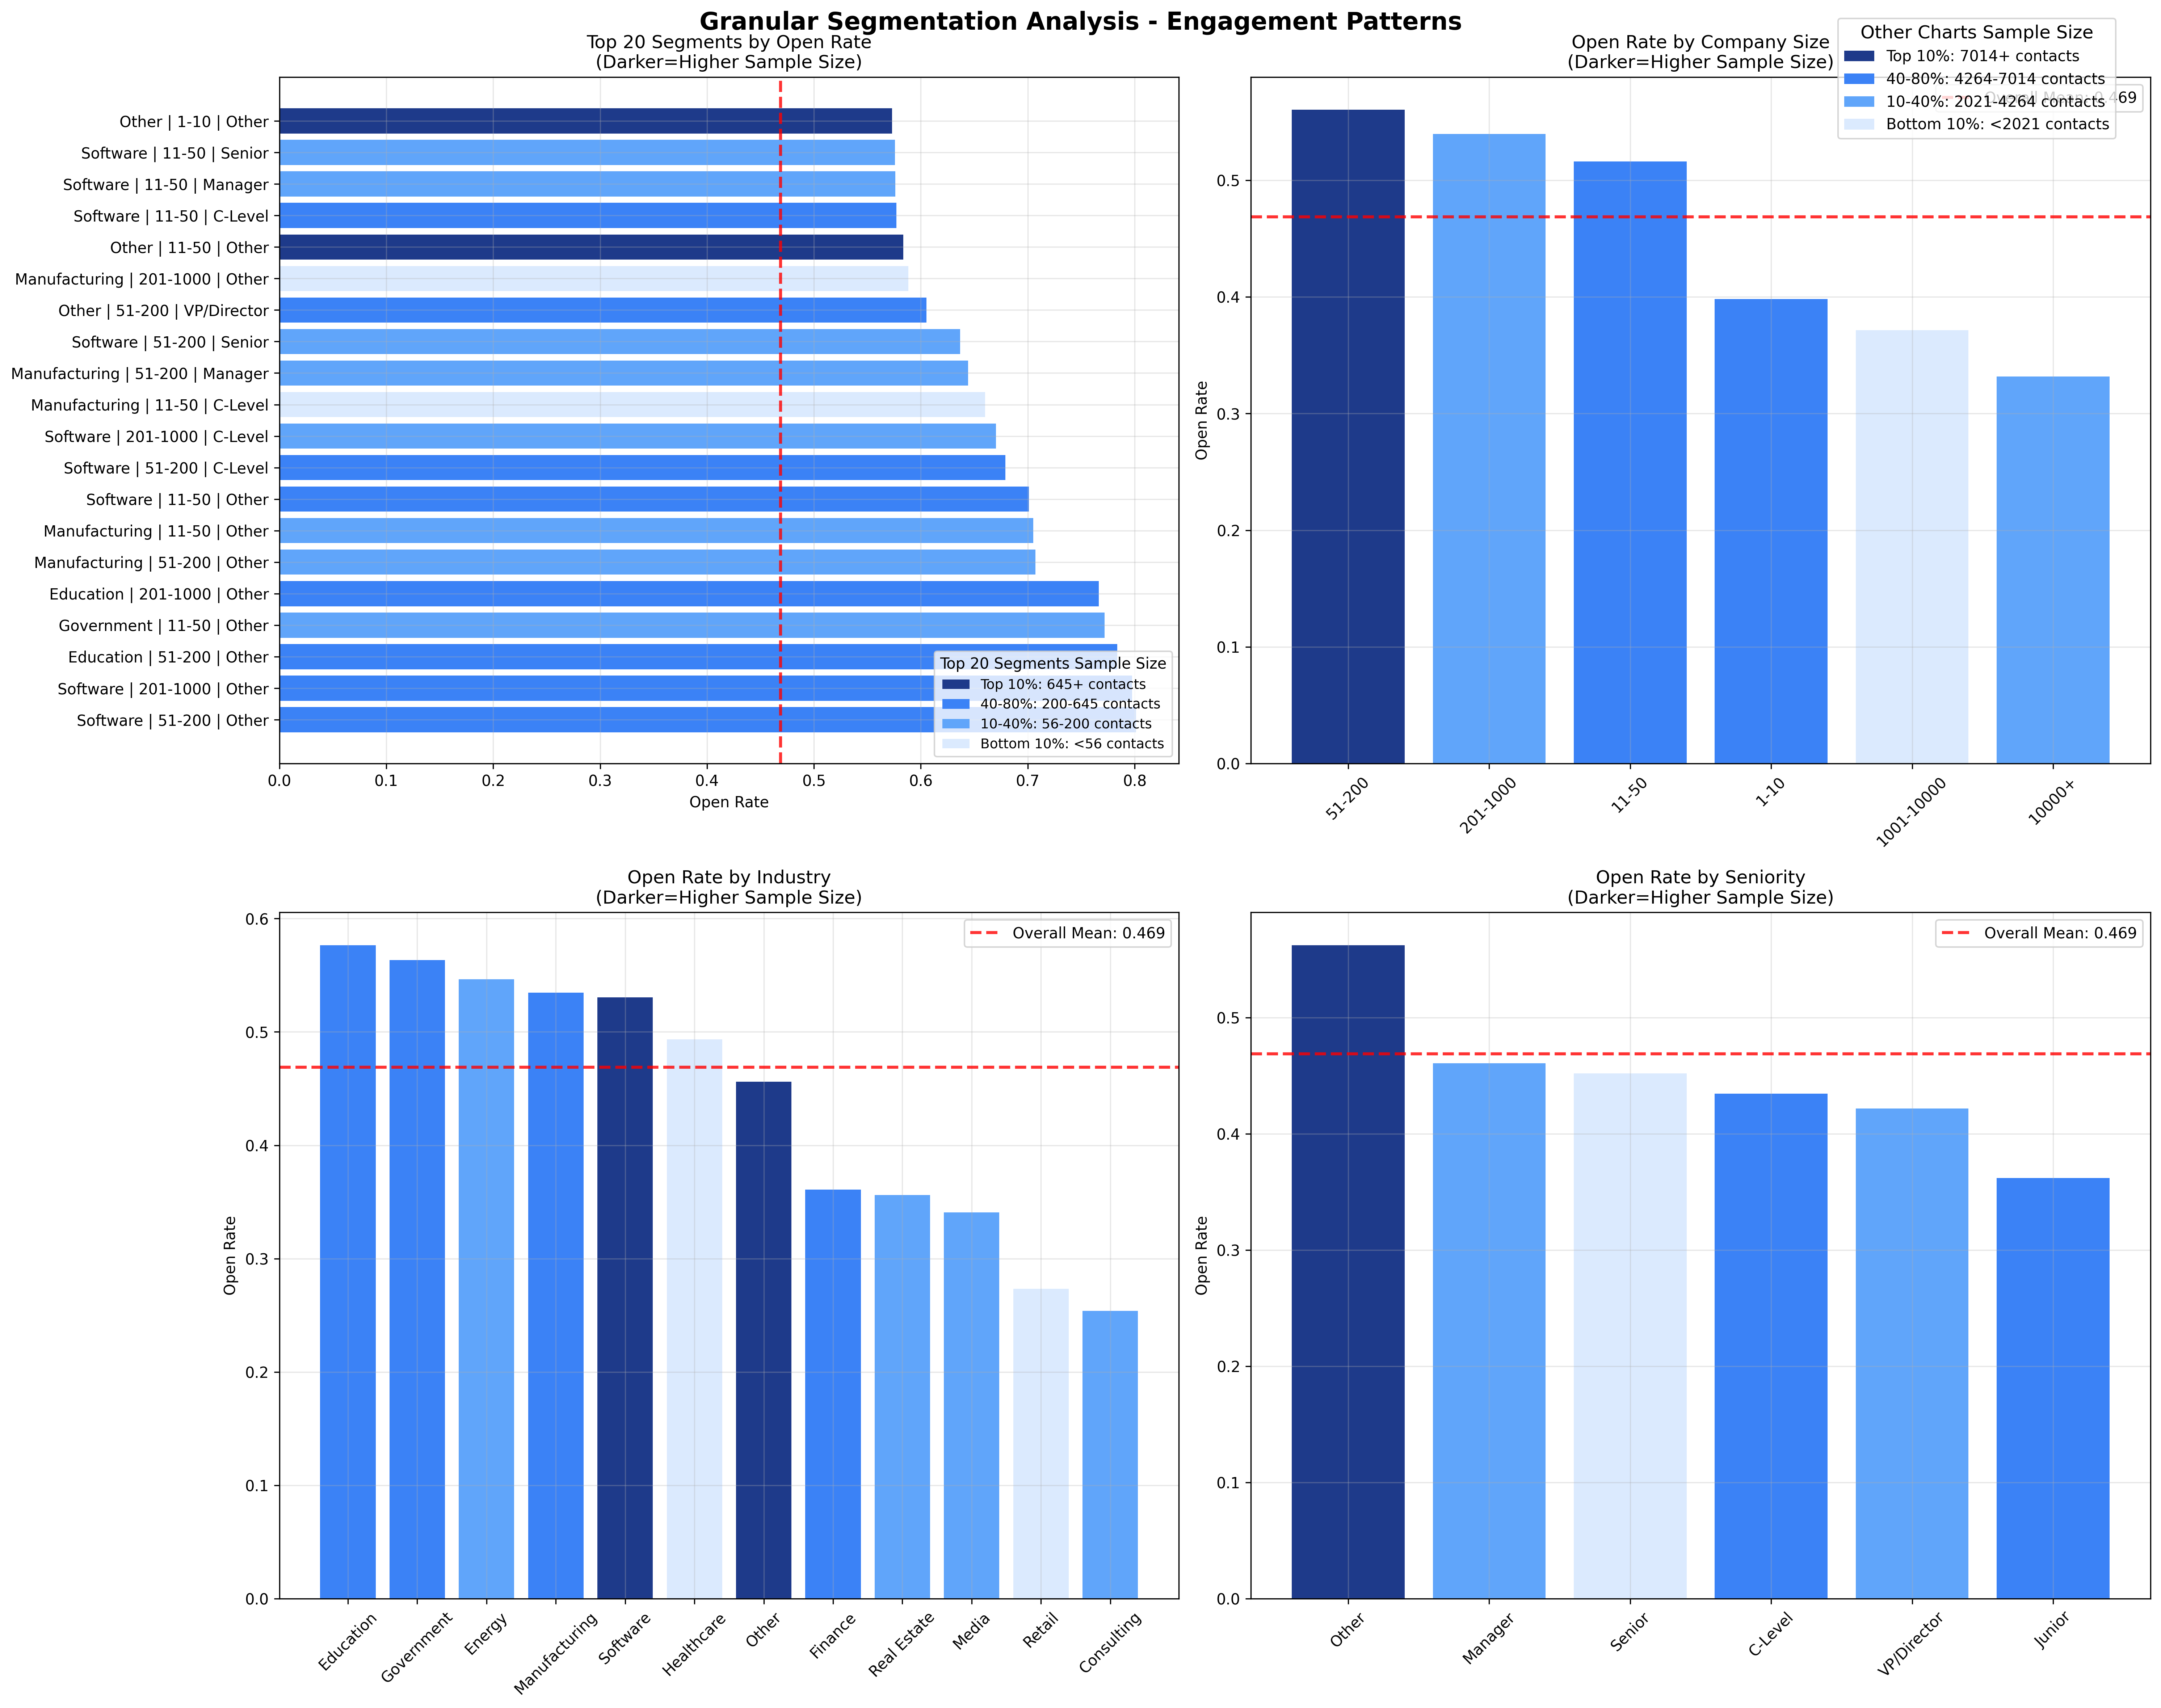 Granular Segmentation Analysis - Engagement Patterns
Top 20 Segments by Open Rate
(Darker=Higher Sample Size)
Other | 1-10 | Other
Software | 11-50 | Senior
Software | 11-50 | Manager
Software | 11-50 | C-Level
Other | 11-50 | Other
Manufacturing | 201-1000 | Other
Other | 51-200 | VP/Director
Software | 51-200 | Senior
Manufacturing | 51-200 | Manager
Manufacturing | 11-50 | C-Level
Software | 201-1000 | C-Level
Software | 51-200 | C-Level
Software | 11-50 | Other
Manufacturing | 11-50 | Other
Manufacturing | 51-200 | Other
Education | 201-1000 | Other
Government | 11-50 | Other
Education | 51-200 | Other
Software | 201-1000 | Other
Software | 51-200 | Other
Top 20 Segments Sample Size
Top 10%: 645+ contacts
40-80%: 200-645 contacts
10-40%: 56-200 contacts
Bottom 10%: <56 contacts
0.0 0.1 0.2 0.3 0.4 0.5 0.6 0.7 0.8
Open Rate
Open Rate by Company Size
(Darker=Higher Sample Size)
Other Charts Sample Size
Top 10%: 7014+ contacts
40-80%: 4264-7014 contacts
10-40%: 2021-4264 contacts
Bottom 10%: <2021 contacts
0.5
0.4
0.3
0.2
0.1
0.0
Open Rate
51-200 201-1000 11-50 1-10 1001-10000 10000+
Open Rate by Industry
(Darker=Higher Sample Size)
Overall Mean: 0.469
0.6
0.5
0.4
0.3
0.2
0.1
0.0
Open Rate
Education Government Energy Manufacturing Software Healthcare Other Finance Real Estate Media Retail Consulting
Open Rate by Seniority
(Darker=Higher Sample Size)
Overall Mean: 0.469
0.5
0.4
0.3
0.2
0.1
0.0
Open Rate
Other Manager Senior C-Level VP/Director Junior